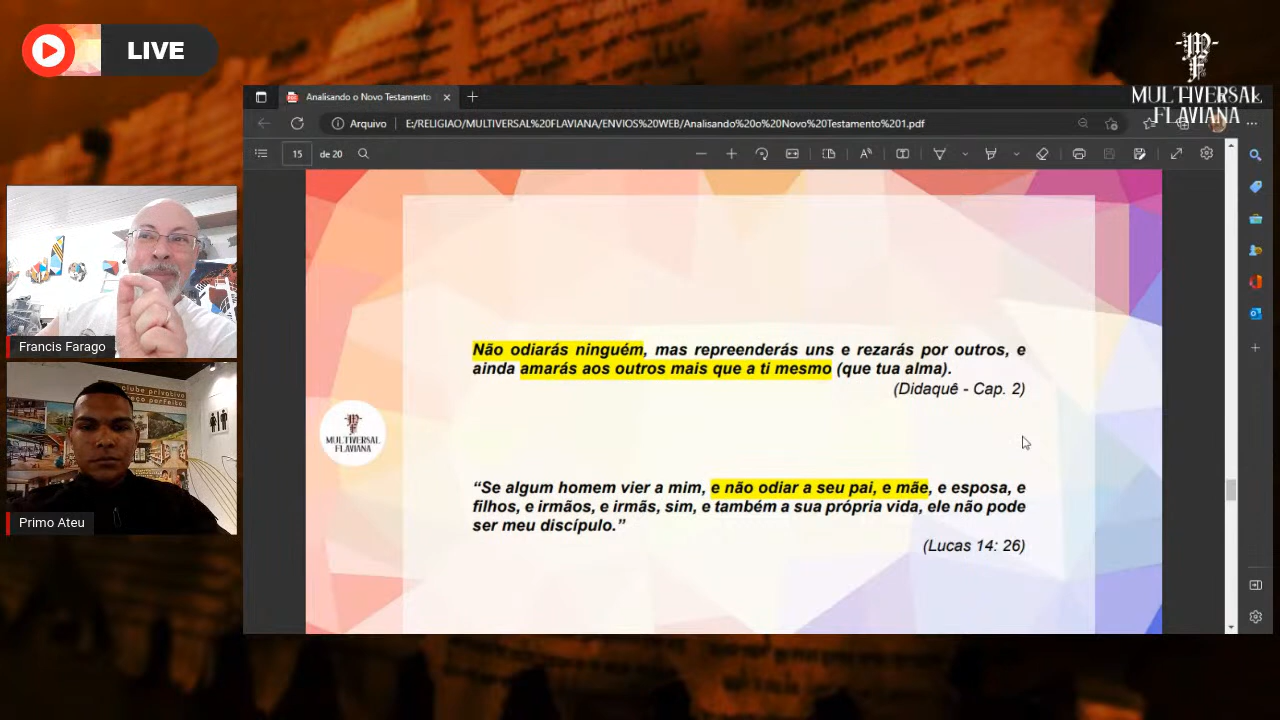 LIVE
MULTIVERSAL
FLAVIANA
Analisando o Novo Testamento
Arquivo
E:/RELIGIAO/MULTIVERSAL%20FLAVIANA/ENVIOS%20WEB/Analisando%20o%20Novo%20Testamento%201.pdf
15 de 20
Não odiarás ninguém, mas repreenderás uns e rezarás por outros, e
ainda amarás aos outros mais que a ti mesmo (que tua alma).
(Didaquê - Cap. 2)
MULTIVERSAL
FLAVIANA
“Se algum homem vier a mim, e não odiar a seu pai, e mãe, e esposa, e
filhos, e irmãos, e irmãs, sim, e também a sua própria vida, ele não pode
ser meu discípulo.”
(Lucas 14: 26)
Francis Farago
clube privativo
perfeito.
Primo Ateu